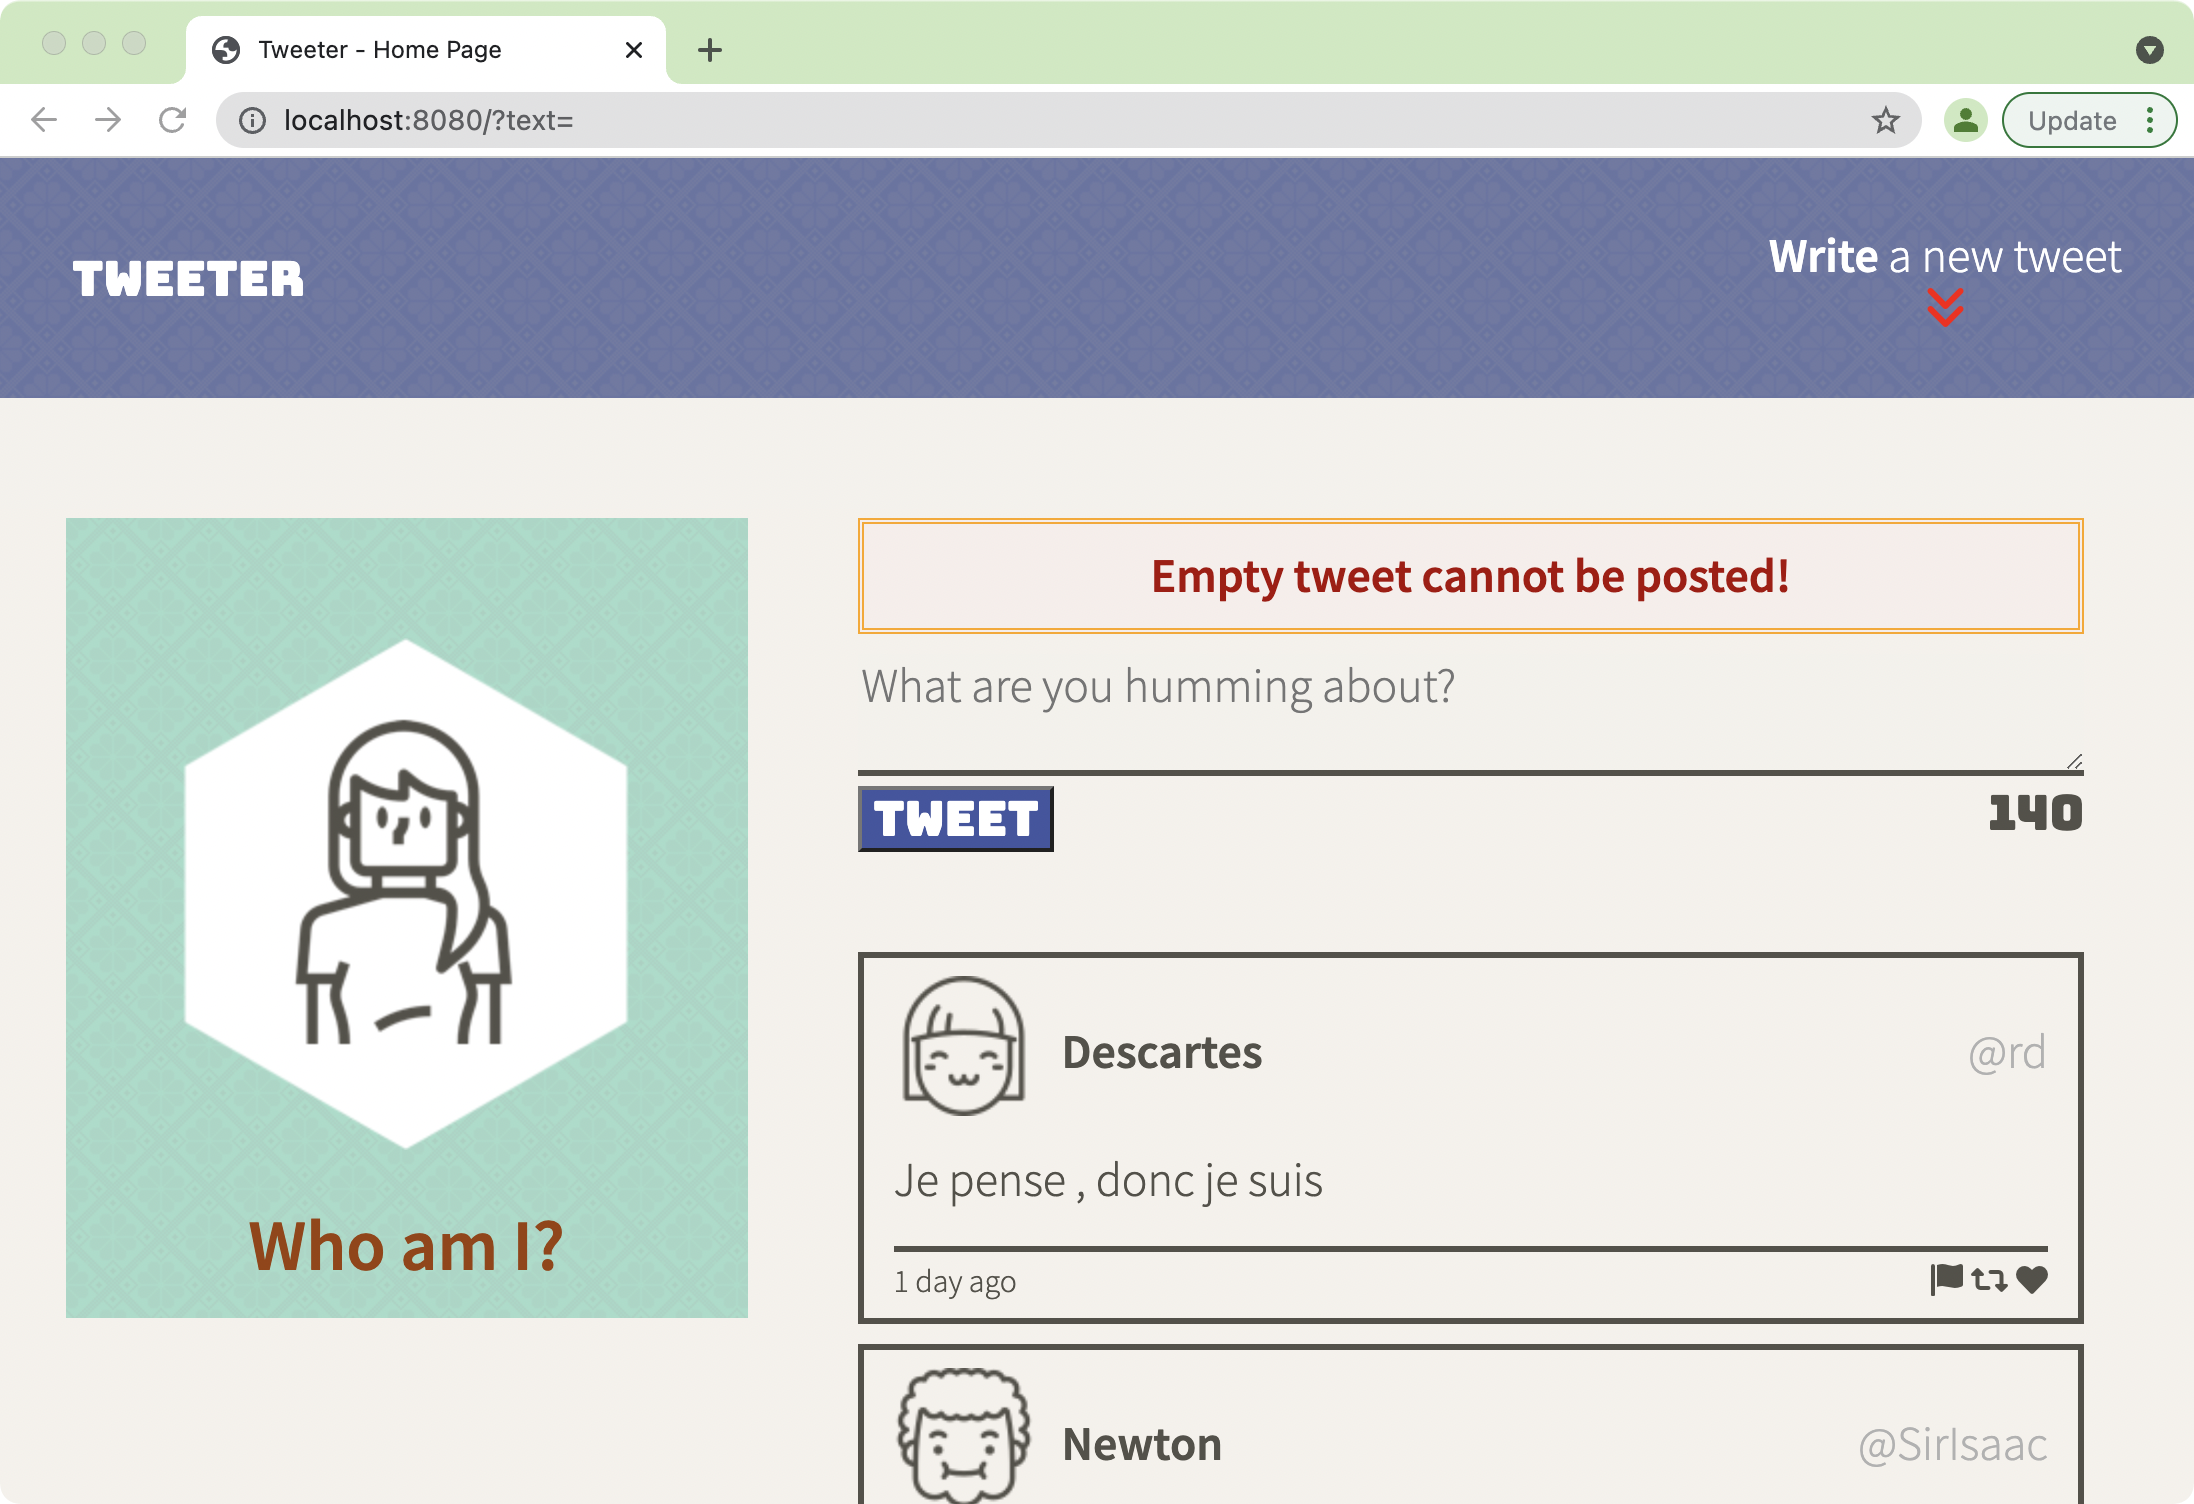 Tweeter - Home Page
localhost:8080/?text=
Update
TWEETER
Write a new tweet
Empty tweet cannot be posted!
What are you humming about?
TWEET
140
Who am I?
Descartes
@rd
Je pense , donc je suis
1 day ago
Newton
@SirIsaac